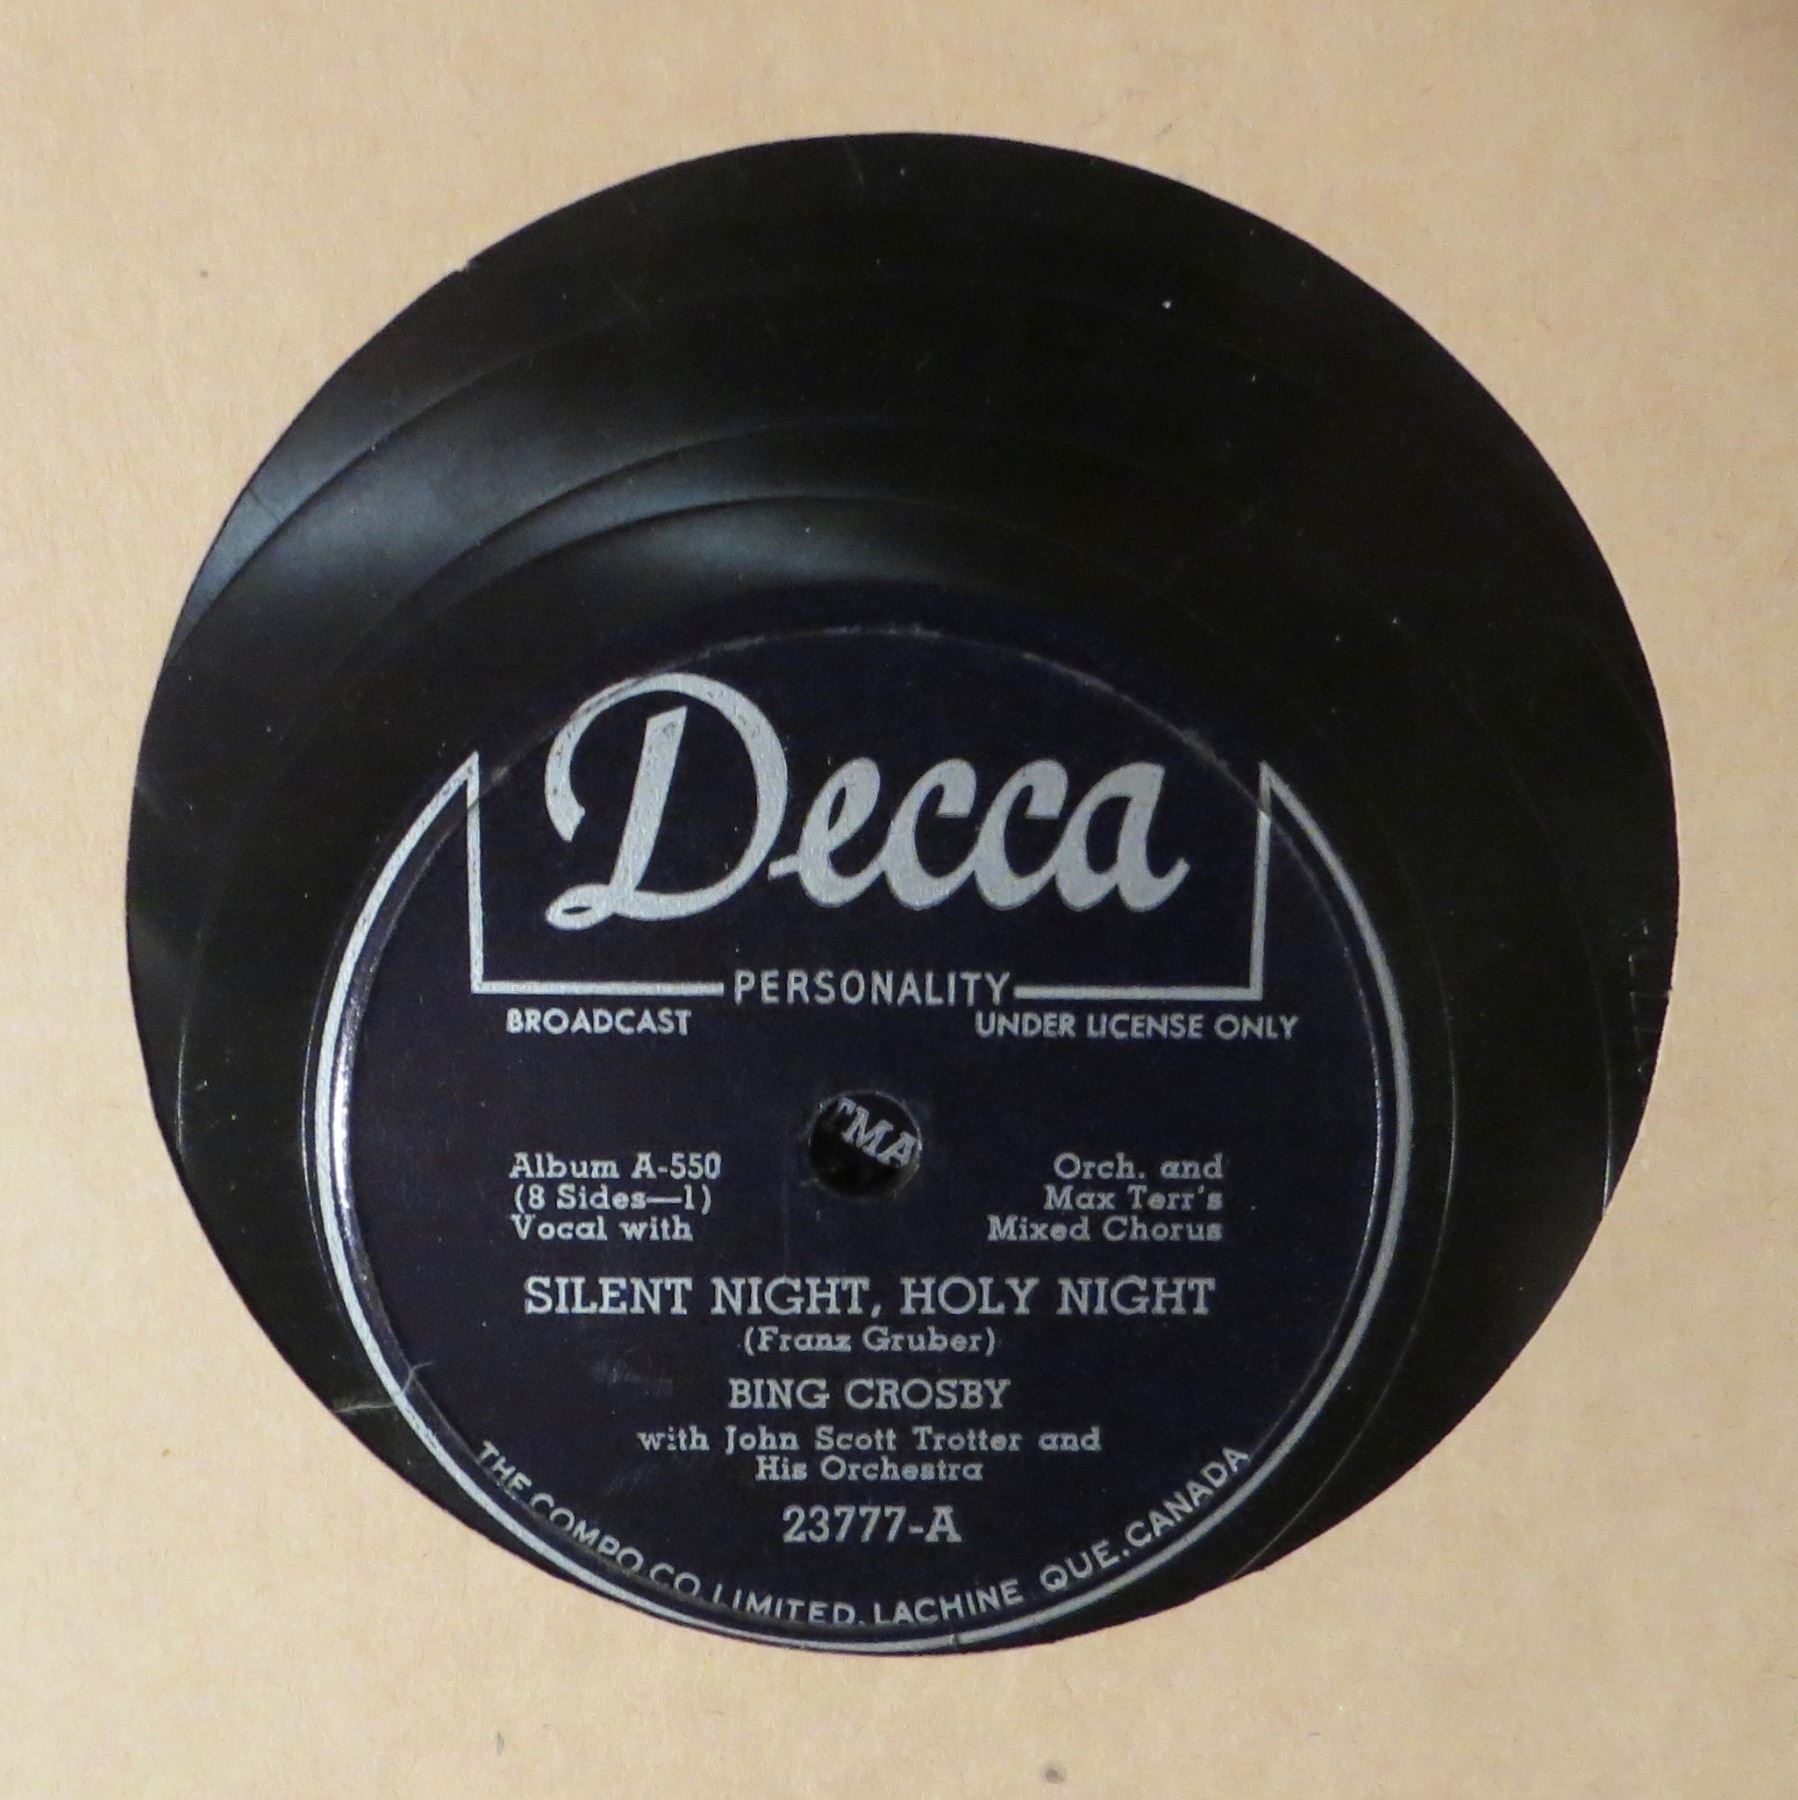 Decca
PERSONALITY
BROADCAST UNDER LICENSE ONLY
TMA
Album A-550 Orch. and
(8 Sides—1) Max Terr's
Vocal with Mixed Chorus
SILENT NIGHT, HOLY NIGHT
(Franz Gruber)
BING CROSBY
with John Scott Trotter and
His Orchestra
23777-A
THE COMPO CO. LIMITED, LACHINE QUE. CANADA